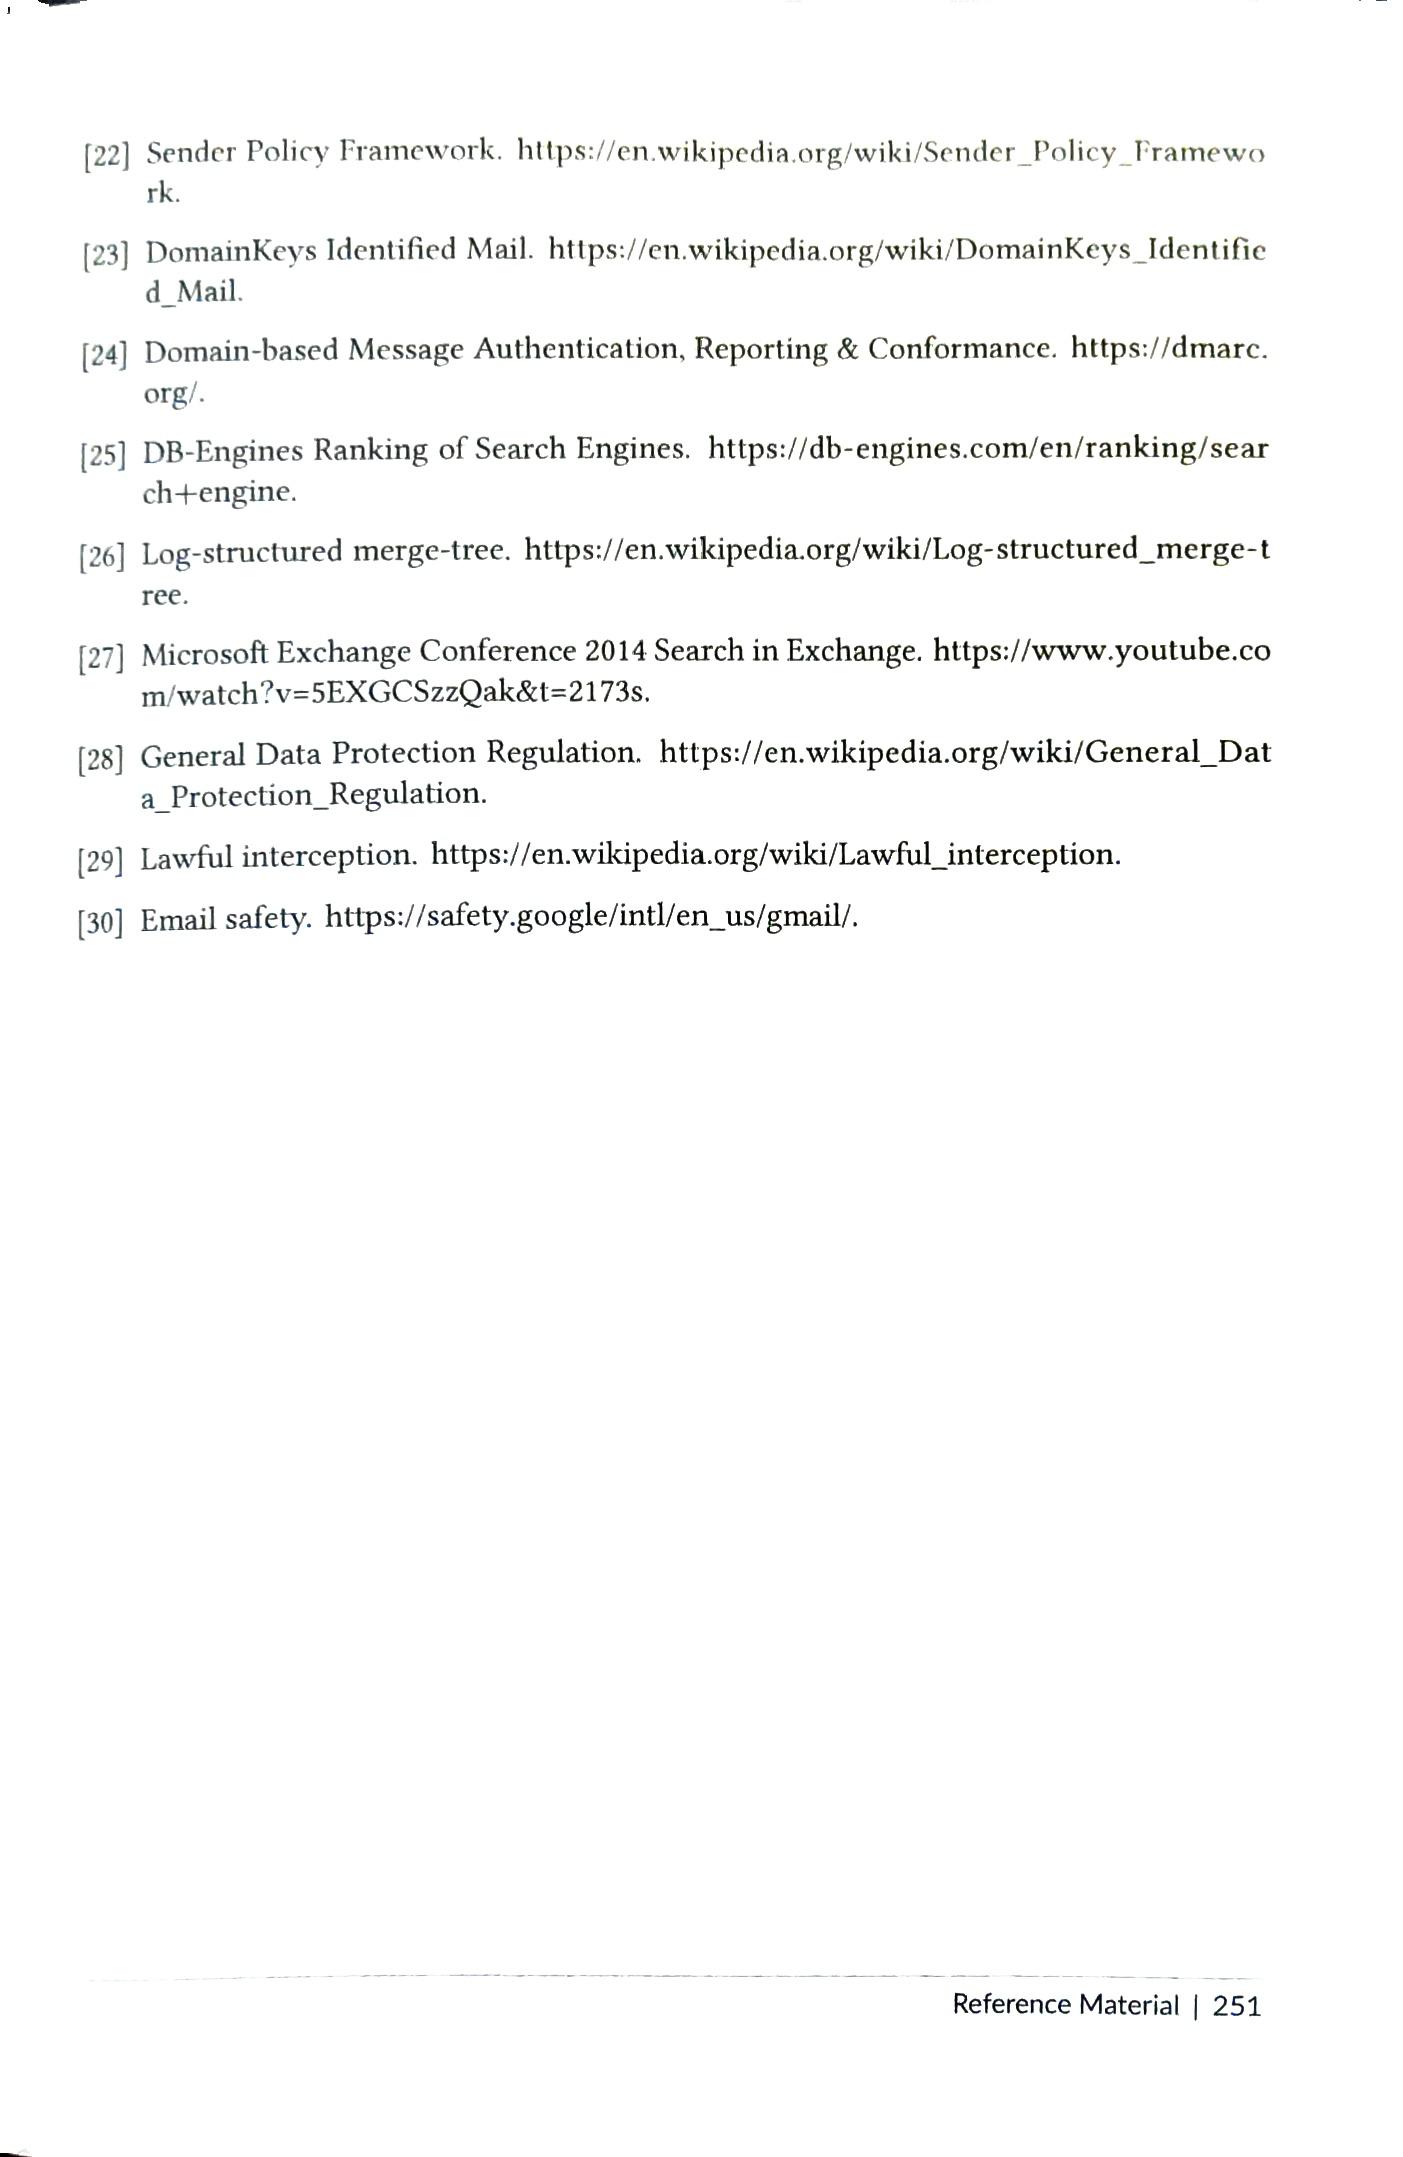 [22] Sender Policy Framework. https://en.wikipedia.org/wiki/Sender_Policy_Framewo
rk.
[23] DomainKeys Identified Mail. https://en.wikipedia.org/wiki/DomainKeys_Identifie
d_Mail.
[24] Domain-based Message Authentication, Reporting & Conformance. https://dmarc.
org/.
[25] DB-Engines Ranking of Search Engines. https://db-engines.com/en/ranking/sear
ch+engine.
[26] Log-structured merge-tree. https://en.wikipedia.org/wiki/Log-structured_merge-t
ree.
[27] Microsoft Exchange Conference 2014 Search in Exchange. https://www.youtube.co
m/watch?v=5EXGCSzzQak&t=2173s.
[28] General Data Protection Regulation. https://en.wikipedia.org/wiki/General_Dat
a_Protection_Regulation.
[29] Lawful interception. https://en.wikipedia.org/wiki/Lawful_interception.
[30] Email safety. https://safety.google/intl/en_us/gmail/.
Reference Material | 251